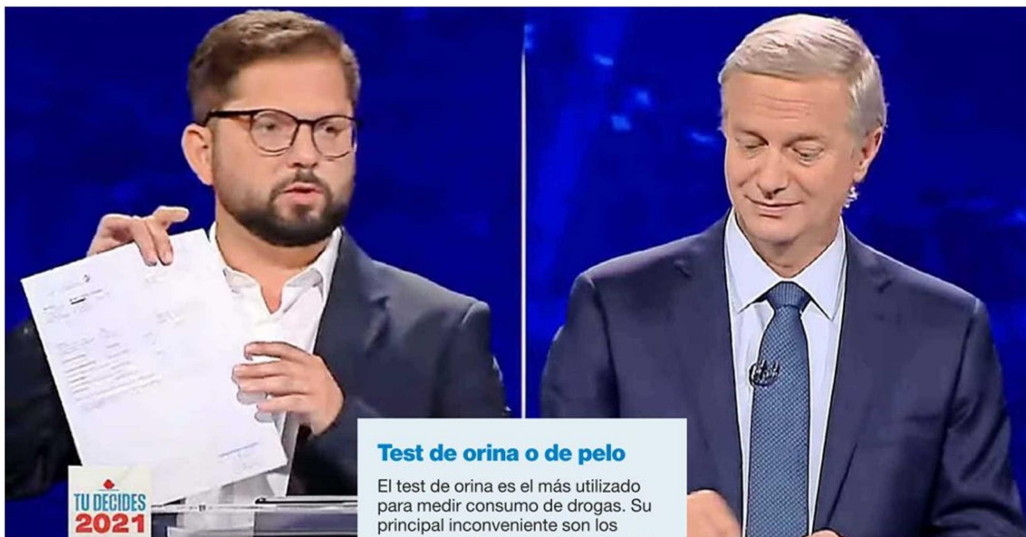 TU DECIDES
2021
Test de orina o de pelo
El test de orina es el más utilizado
para medir consumo de drogas. Su
principal inconveniente son los